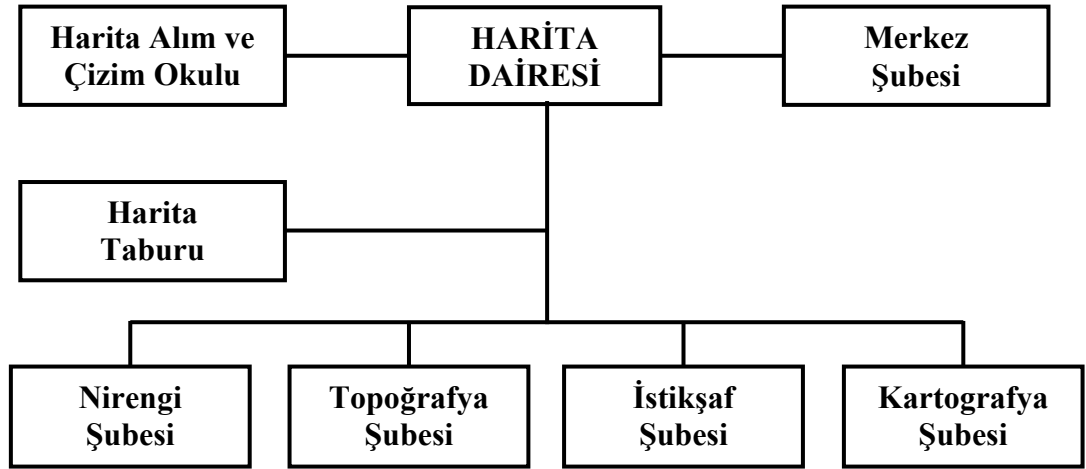 Harita Alım ve
Çizim Okulu
HARİTA
DAİRESİ
Merkez
Şubesi
Harita
Taburu
Nirengi
Şubesi
Topoğrafya
Şubesi
İstikşaf
Şubesi
Kartografya
Şubesi